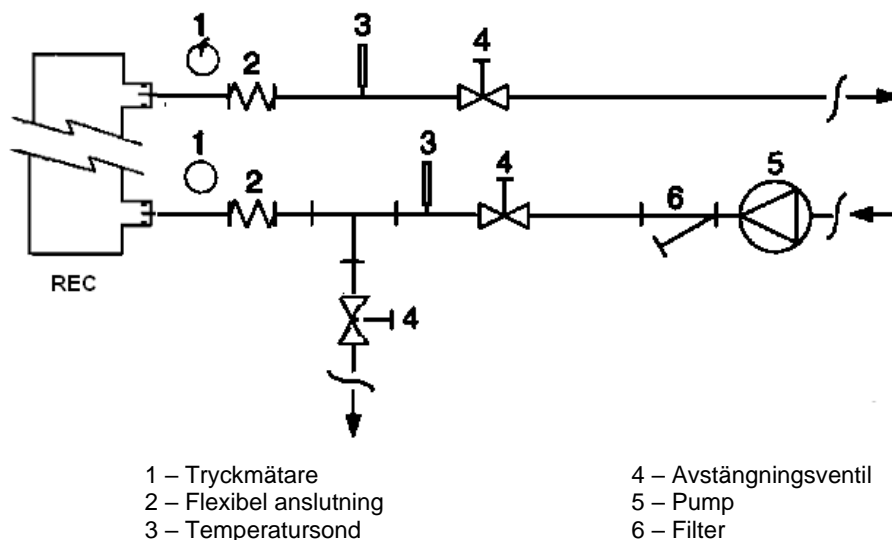 1
2
3
4
1
2
3
4
6
5
REC
4
1 – Tryckmätare
2 – Flexibel anslutning
3 – Temperatursond
4 – Avstängningsventil
5 – Pump
6 – Filter